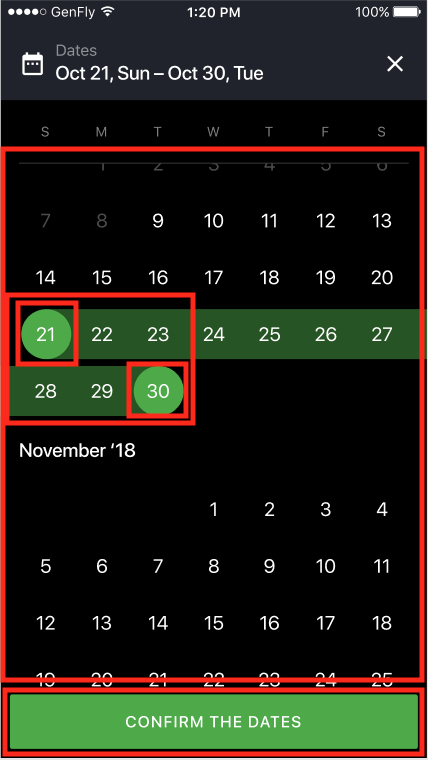 GenFly 1:20 PM 100%
Dates
Oct 21, Sun – Oct 30, Tue
S M T W T F S
1 2 3 4 5 6
7 8 9 10 11 12 13
14 15 16 17 18 19 20
21 22 23 24 25 26 27
28 29 30
November ‘18
1 2 3 4
5 6 7 8 9 10 11
12 13 14 15 16 17 18
19 20 21 22 23 24 25
CONFIRM THE DATES